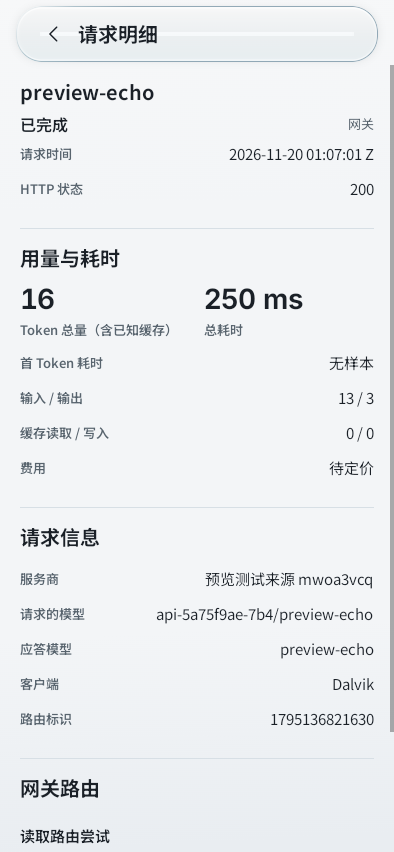 请求明细
preview-echo
已完成 网关
请求时间 2026-11-20 01:07:01 Z
HTTP 状态 200
用量与耗时
16 250 ms
Token 总量（含已知缓存） 总耗时
首 Token 耗时 无样本
输入 / 输出 13 / 3
缓存读取 / 写入 0 / 0
费用 待定价
请求信息
服务商 预览测试来源 mwoa3vcq
请求的模型 api-5a75f9ae-7b4/preview-echo
应答模型 preview-echo
客户端 Dalvik
路由标识 1795136821630
网关路由
读取路由尝试